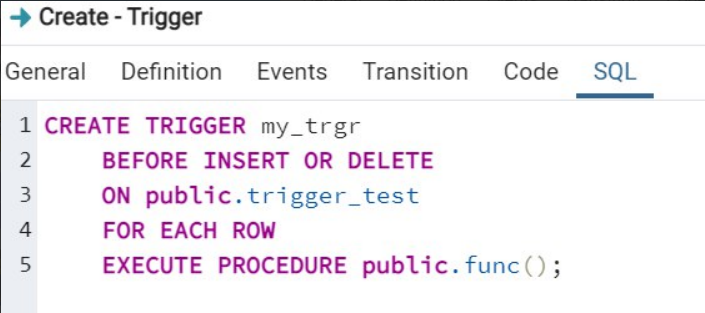 Create - Trigger
General Definition Events Transition Code SQL
1 CREATE TRIGGER my_trgr
2 BEFORE INSERT OR DELETE
3 ON public.trigger_test
4 FOR EACH ROW
5 EXECUTE PROCEDURE public.func();